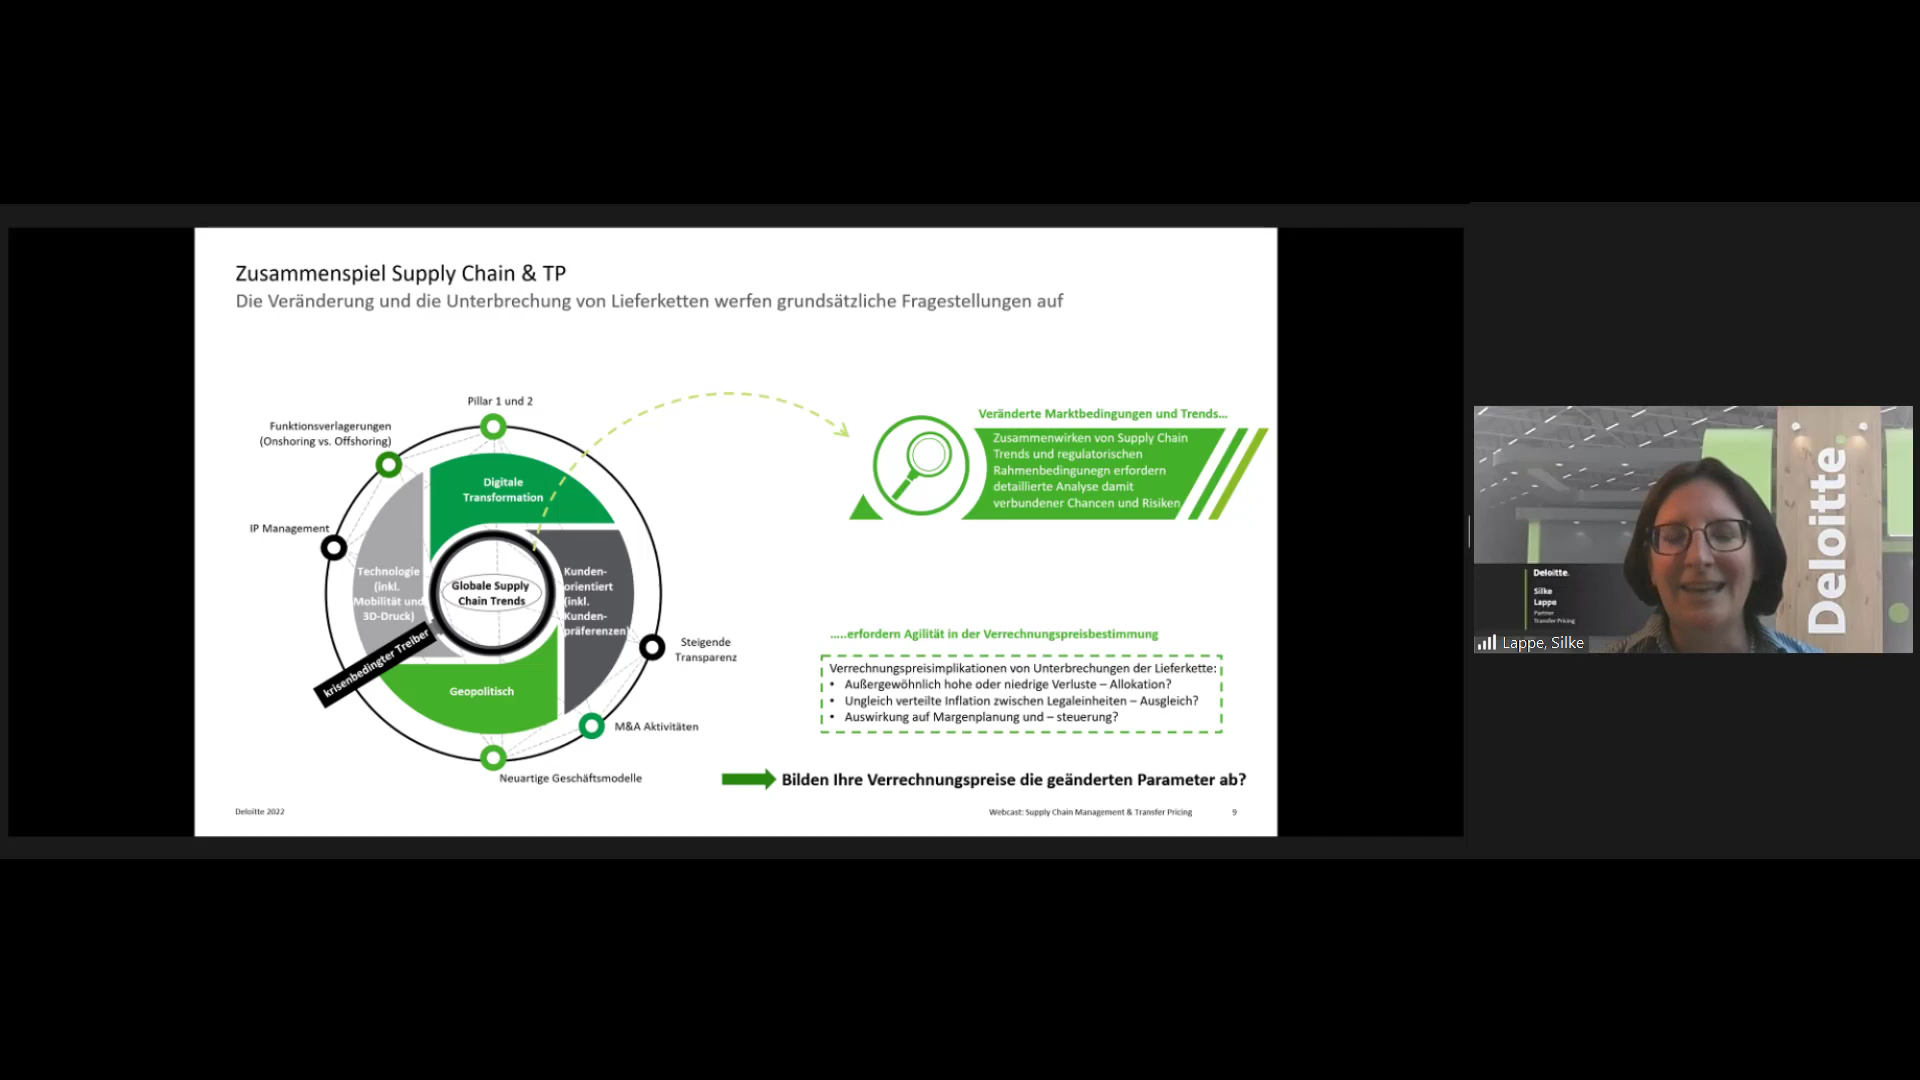 Zusammenspiel Supply Chain & TP
Die Veränderung und die Unterbrechung von Lieferketten werfen grundsätzliche Fragestellungen auf
Pillar 1 und 2
Funktionsverlagerungen
(Onshoring vs. Offshoring)
IP Management
Digitale
Transformation
Technologie
(inkl.
Mobilität und
3D-Druck)
Globale Supply
Chain Trends
Kunden-
orientiert
(inkl.
Kunden-
präferenzen)
krisenbedingter Treiber
Geopolitisch
Steigende
Transparenz
M&A Aktivitäten
Neuartige Geschäftsmodelle
Veränderte Marktbedingungen und Trends...
Zusammenwirken von Supply Chain
Trends und regulatorischen
Rahmenbedingunegn erfordern
detaillierte Analyse damit
verbundener Chancen und Risiken
.....erfordern Agilität in der Verrechnungspreisbestimmung
Verrechnungspreisimplikationen von Unterbrechungen der Lieferkette:
• Außergewöhnlich hohe oder niedrige Verluste – Allokation?
• Ungleich verteilte Inflation zwischen Legaleinheiten – Ausgleich?
• Auswirkung auf Margenplanung und – steuerung?
Bilden Ihre Verrechnungspreise die geänderten Parameter ab?
Deloitte 2022
Webcast: Supply Chain Management & Transfer Pricing
9
Deloitte.
Deloitte.
Silke
Lappe
Partner
Transfer Pricing
Lappe, Silke